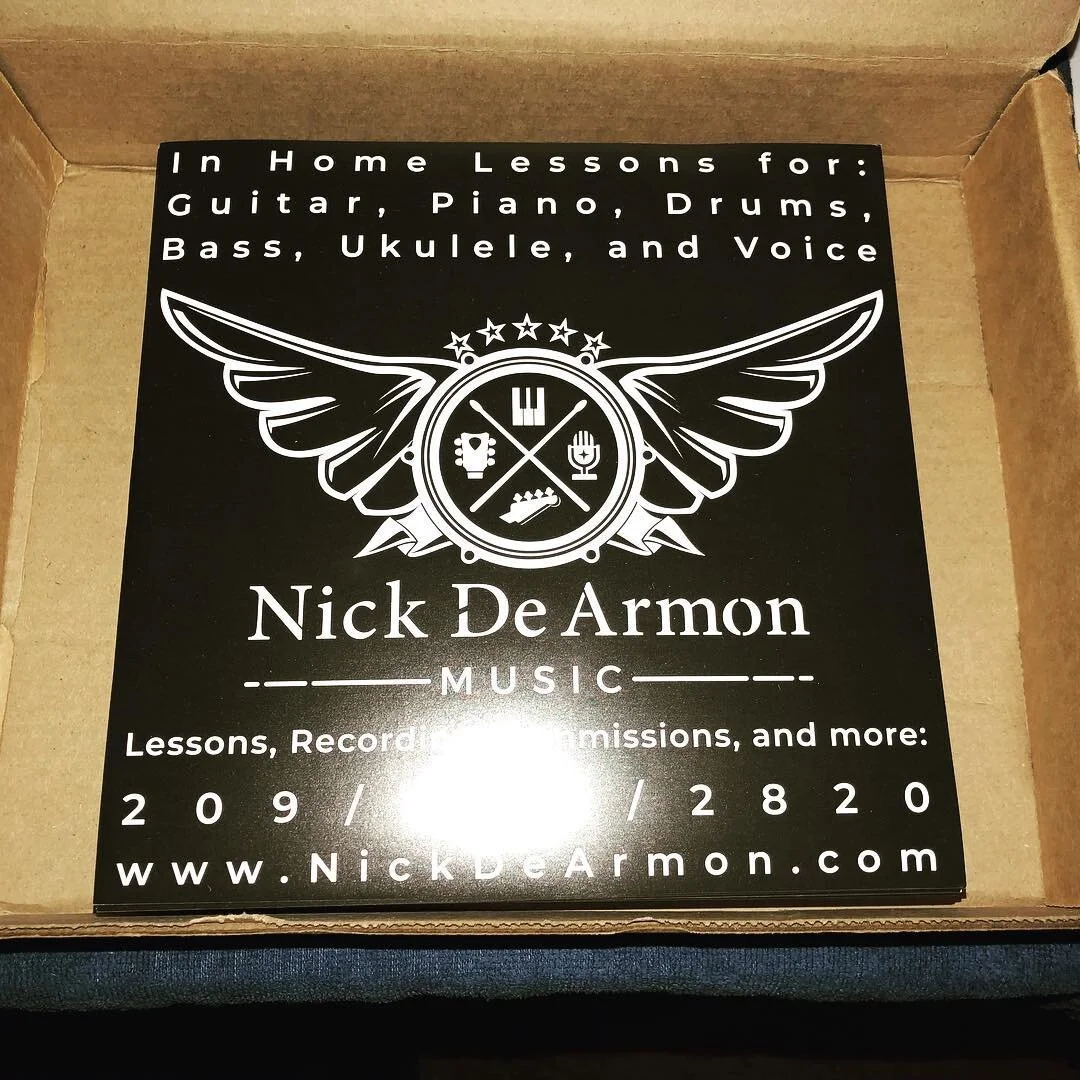 In Home Lessons for:
Guitar, Piano, Drums,
Bass, Ukulele, and Voice
Nick De Armon
MUSIC
Lessons, and more:
209/ /2820
www.NickDeArmon.com